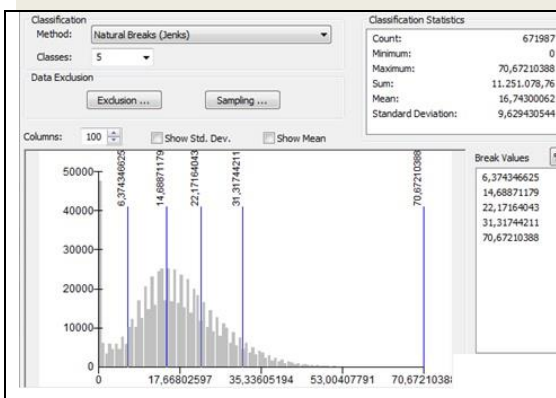 Classification
Method: Natural Breaks (Jenks)
Classes: 5
Data Exclusion
Exclusion ... Sampling ...
Classification Statistics
Count: 671987
Minimum: 0
Maximum: 70,67210388
Sum: 11.251.078,76
Mean: 16,74300062
Standard Deviation: 9,629430544
Columns: 100 Show Std. Dev. Show Mean
Break Values
6,374346625
14,68871179
22,17164043
31,31744211
70,67210388
6,374346625
14,68871179
22,17164043
31,31744211
70,67210388
50000
40000
30000
20000
10000
0
0 17,66802597 35,33605194 53,00407791 70,67210388